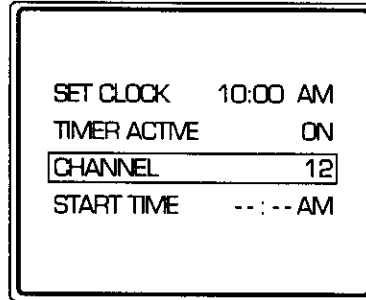 SET CLOCK 10:00 AM
TIMER ACTIVE ON
CHANNEL 12
START TIME --:-- AM